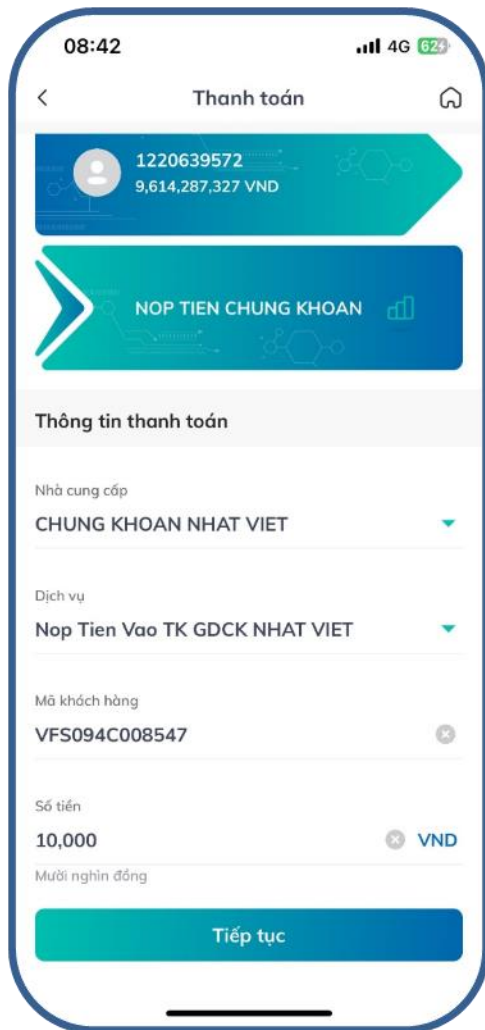 08:42
4G 62
Thanh toán
1220639572
9,614,287,327 VND
NOP TIEN CHUNG KHOAN
Thông tin thanh toán
Nhà cung cấp
CHUNG KHOAN NHAT VIET
Dịch vụ
Nop Tien Vao TK GDCK NHAT VIET
Mã khách hàng
VFS094C008547
Số tiền
10,000 VND
Mười nghìn đồng
Tiếp tục